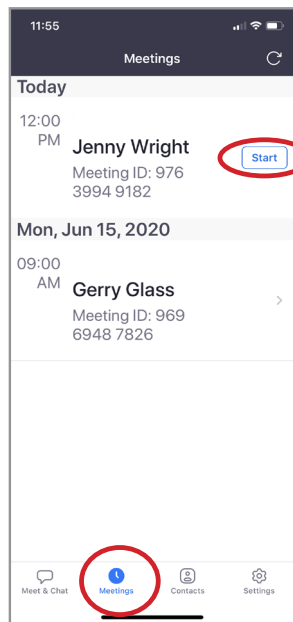 11:55
Meetings
Today
12:00
PM
Jenny Wright
Start
Meeting ID: 976
3994 9182
Mon, Jun 15, 2020
09:00
AM
Gerry Glass
Meeting ID: 969
6948 7826
Meet & Chat Meetings Contacts Settings